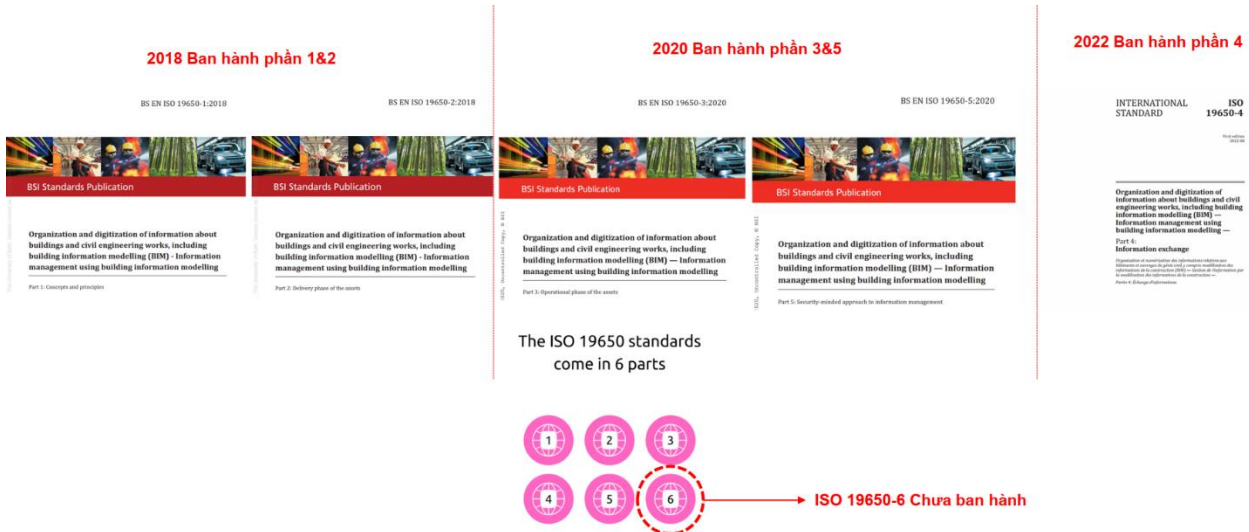 2018 Ban hành phần 1&2
2020 Ban hành phần 3&5
2022 Ban hành phần 4
BS EN ISO 19650-1:2018
BSI Standards Publication
Organization and digitization of information about
buildings and civil engineering works, including
building information modelling (BIM) - Information
management using building information modelling
Part 1: Concepts and principles
BS EN ISO 19650-2:2018
BSI Standards Publication
Organization and digitization of information about
buildings and civil engineering works, including
building information modelling (BIM) - Information
management using building information modelling
Part 2: Delivery phase of the assets
BS EN ISO 19650-3:2020
BSI Standards Publication
Organization and digitization of information about
buildings and civil engineering works, including
building information modelling (BIM) — Information
management using building information modelling
Part 3: Operational phase of the assets
BS EN ISO 19650-5:2020
BSI Standards Publication
Organization and digitization of information about
buildings and civil engineering works, including
building information modelling (BIM) — Information
management using building information modelling
Part 5: Security-minded approach in information management
INTERNATIONAL
STANDARD
ISO
19650-4
First edition
Organization and digitization of
information about buildings and civil
engineering works, including building
information modelling (BIM) —
Information management using
building information modelling —
Part 4:
Information exchange
The ISO 19650 standards
come in 6 parts
1
2
3
4
5
6
ISO 19650-6 Chưa ban hành